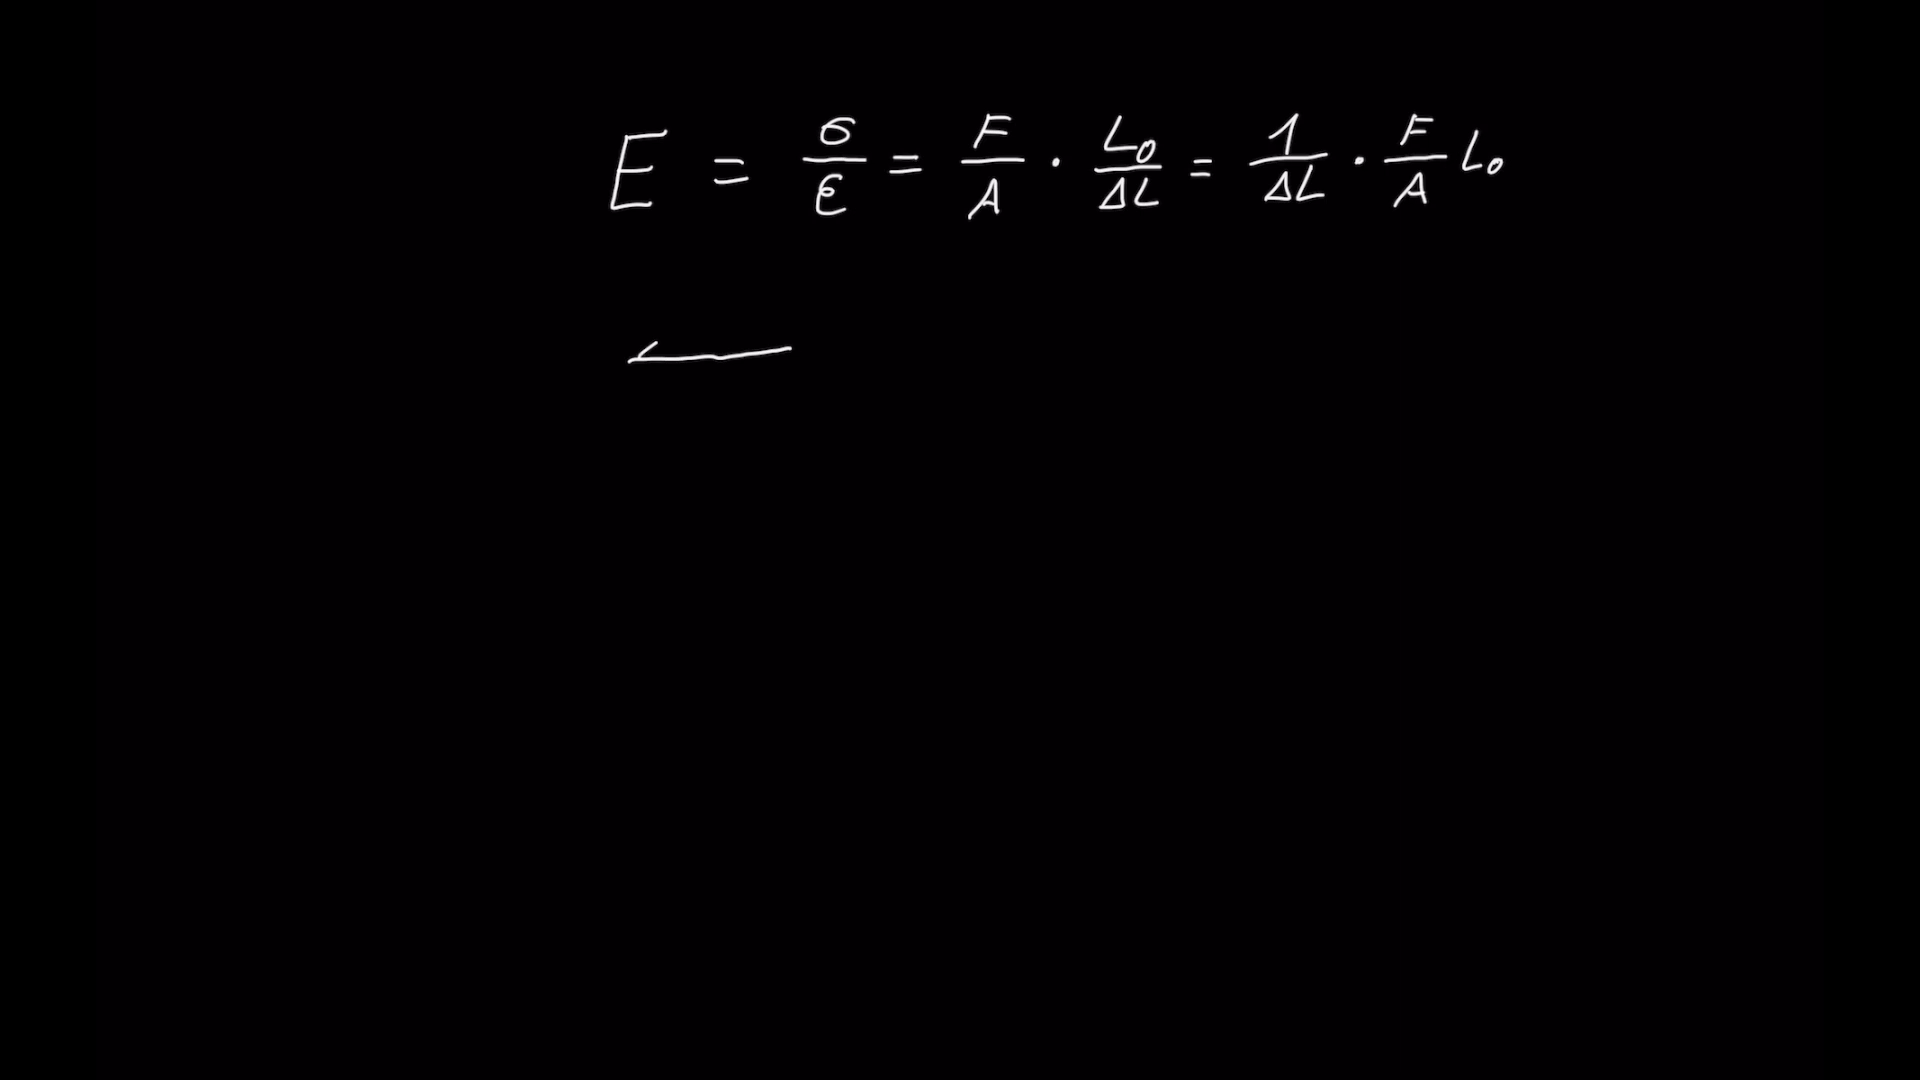 E = σ/ε = F/A · L₀/ΔL = 1/ΔL · F/A L₀